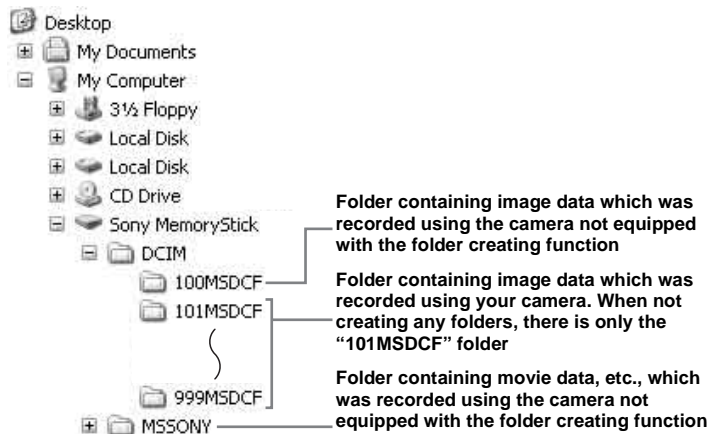 Desktop
My Documents
My Computer
3½ Floppy
Local Disk
Local Disk
CD Drive
Sony MemoryStick
DCIM
100MSDCF
101MSDCF
999MSDCF
MSSONY
Folder containing image data which was
recorded using the camera not equipped
with the folder creating function
Folder containing image data which was
recorded using your camera. When not
creating any folders, there is only the
“101MSDCF” folder
Folder containing movie data, etc., which
was recorded using the camera not
equipped with the folder creating function